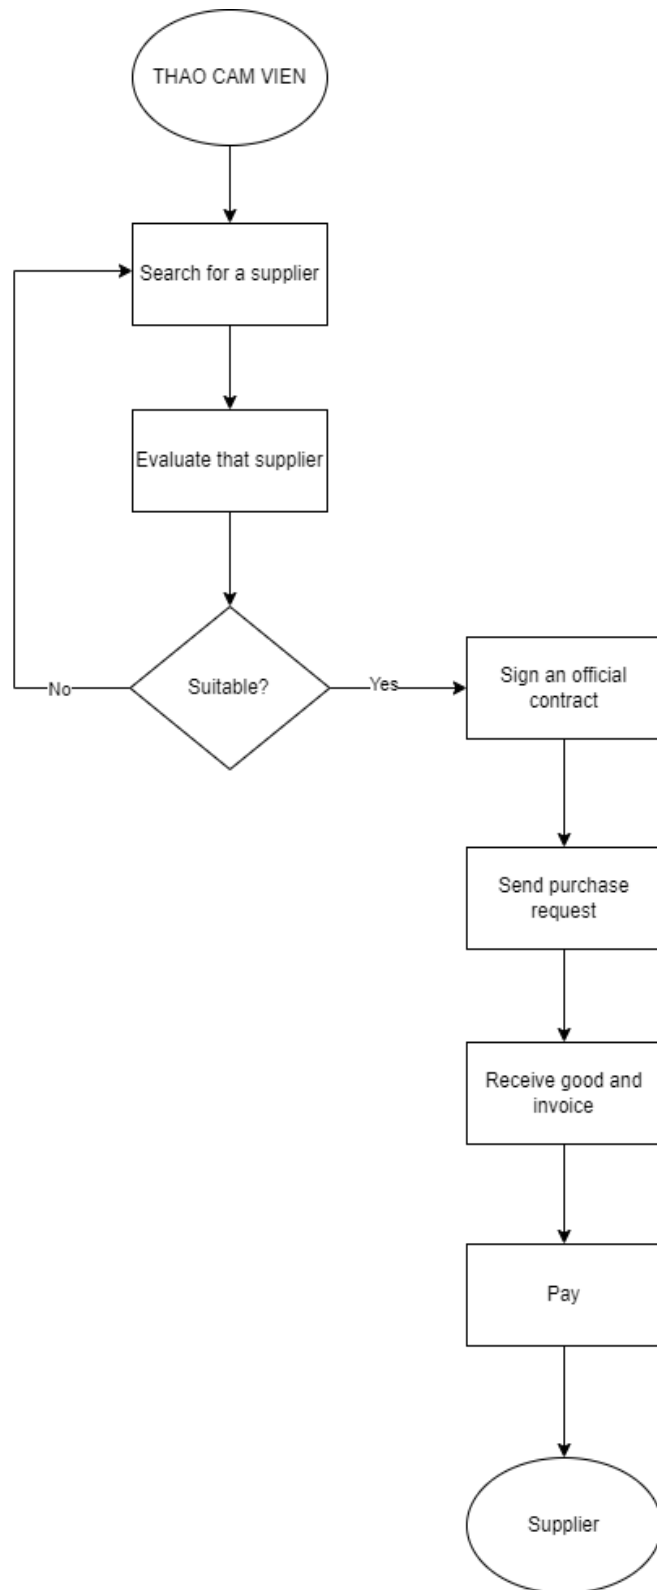 THAO CAM VIEN
Search for a supplier
Evaluate that supplier
Suitable?
No
Yes
Sign an official
contract
Send purchase
request
Receive good and
invoice
Pay
Supplier